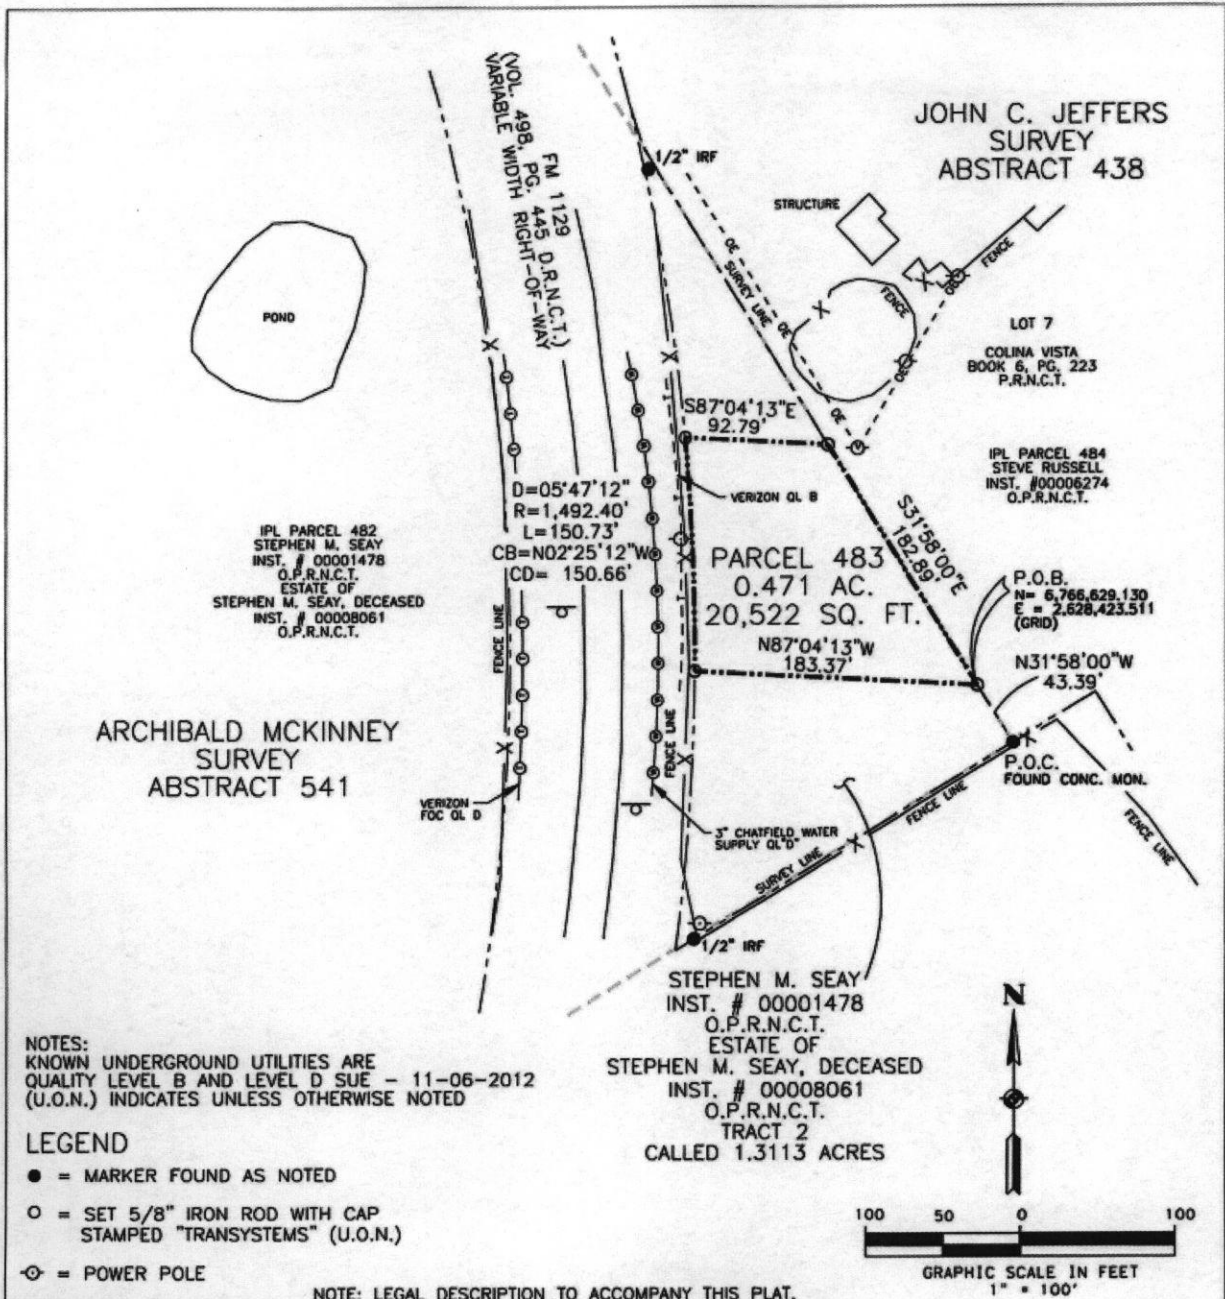 JOHN C. JEFFERS
SURVEY
ABSTRACT 438
FM 1129
(VOL. 498, PG. 445 D.R.N.C.T.)
VARIABLE WIDTH RIGHT-OF-WAY
1/2" IRF
STRUCTURE
FENCE
OE
SURVEY LINE
OE
OE
FENCE
OE
OE
OE
POND
LOT 7
COLINA VISTA
BOOK 6, PG. 223
P.R.N.C.T.
S87°04'13"E
92.79'
IPL PARCEL 484
STEVE RUSSELL
INST. #00006274
O.P.R.N.C.T.
VERIZON QL B
D=05°47'12"
R=1,492.40'
L=150.73'
CB=N02°25'12"W
CD= 150.66'
S31°58'00"E
182.89'
IPL PARCEL 482
STEPHEN M. SEAY
INST. # 00001478
O.P.R.N.C.T.
ESTATE OF
STEPHEN M. SEAY, DECEASED
INST. # 00008061
O.P.R.N.C.T.
PARCEL 483
0.471 AC.
20,522 SQ. FT.
P.O.B.
N= 6,766,629.130
E = 2,628,423.511
(GRID)
FENCE LINE
N87°04'13"W
183.37'
N31°58'00"W
43.39'
ARCHIBALD MCKINNEY
SURVEY
ABSTRACT 541
FENCE LINE
P.O.C.
FOUND CONC. MON.
VERIZON
FOC QL D
FENCE LINE
FENCE LINE
3" CHATFIELD WATER
SUPPLY QL"D"
SURVEY LINE
1/2" IRF
STEPHEN M. SEAY
INST. # 00001478
O.P.R.N.C.T.
ESTATE OF
STEPHEN M. SEAY, DECEASED
INST. # 00008061
O.P.R.N.C.T.
TRACT 2
CALLED 1.3113 ACRES
N
NOTES:
KNOWN UNDERGROUND UTILITIES ARE
QUALITY LEVEL B AND LEVEL D SUE - 11-06-2012
(U.O.N.) INDICATES UNLESS OTHERWISE NOTED
LEGEND
● = MARKER FOUND AS NOTED
○ = SET 5/8" IRON ROD WITH CAP
STAMPED "TRANSYSTEMS" (U.O.N.)
= POWER POLE
100 50 0 100
GRAPHIC SCALE IN FEET
1" = 100'
NOTE: LEGAL DESCRIPTION TO ACCOMPANY THIS PLAT.